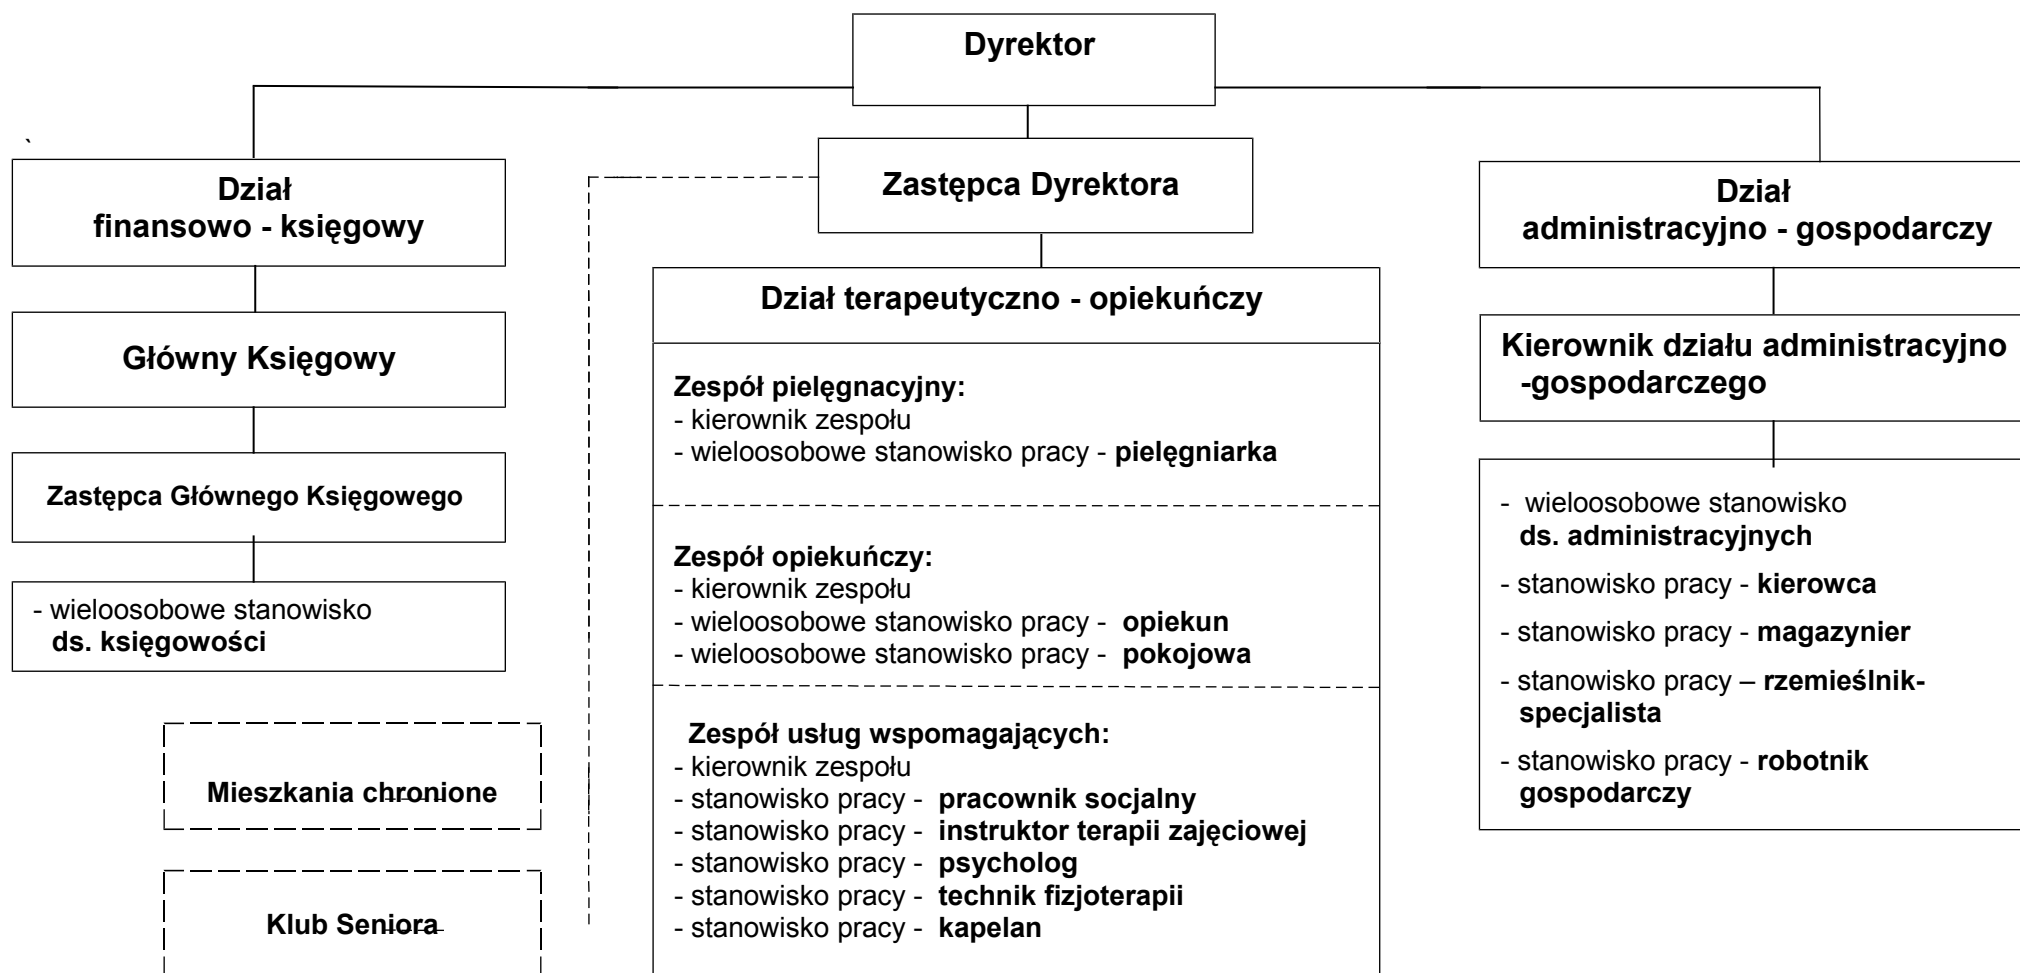 Dyrektor
`
Dział
finansowo - księgowy
Główny Księgowy
Zastępca Głównego Księgowego
- wieloosobowe stanowisko
ds. księgowości
Mieszkania chronione
Klub Seniora
Zastępca Dyrektora
Dział terapeutyczno - opiekuńczy
Zespół pielęgnacyjny:
- kierownik zespołu
- wieloosobowe stanowisko pracy - pielęgniarka
Zespół opiekuńczy:
- kierownik zespołu
- wieloosobowe stanowisko pracy - opiekun
- wieloosobowe stanowisko pracy - pokojowa
Zespół usług wspomagających:
- kierownik zespołu
- stanowisko pracy - pracownik socjalny
- stanowisko pracy - instruktor terapii zajęciowej
- stanowisko pracy - psycholog
- stanowisko pracy - technik fizjoterapii
- stanowisko pracy - kapelan
Dział
administracyjno - gospodarczy
Kierownik działu administracyjno
-gospodarczego
- wieloosobowe stanowisko
ds. administracyjnych
- stanowisko pracy - kierowca
- stanowisko pracy - magazynier
- stanowisko pracy – rzemieślnik-
specjalista
- stanowisko pracy - robotnik
gospodarczy